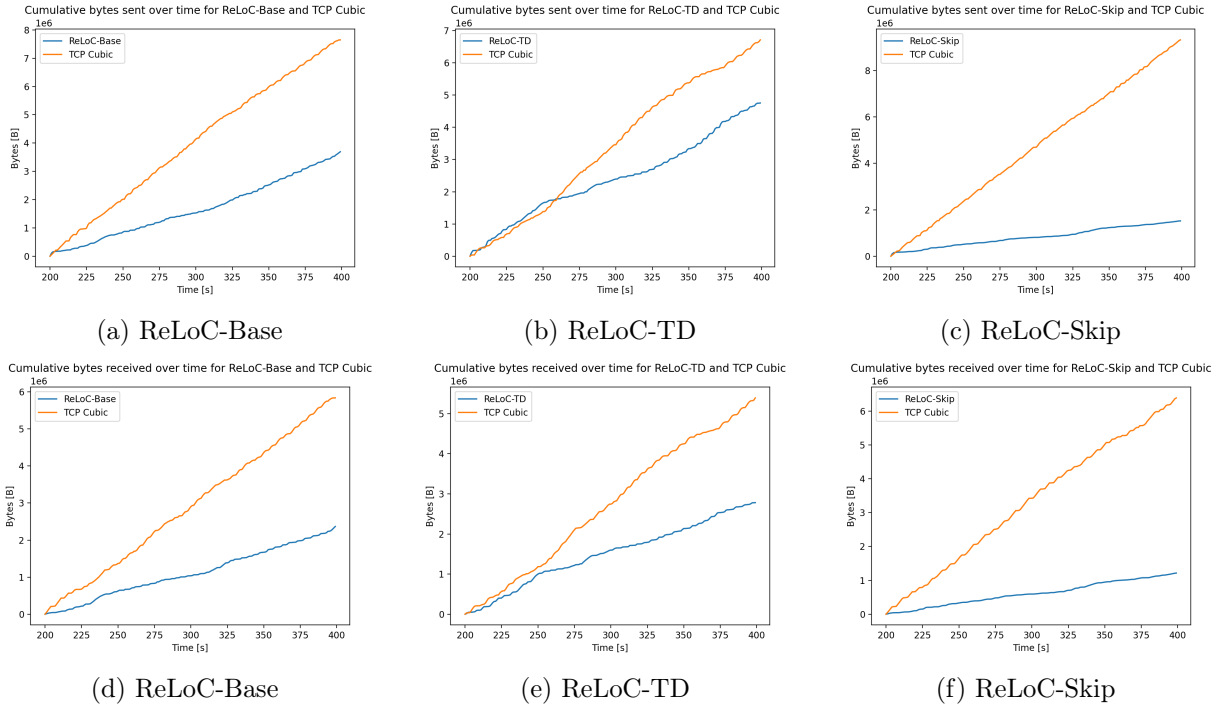 Cumulative bytes sent over time for ReLoC-Base and TCP Cubic
1e6
8
7
6
5
4
3
2
1
0
Bytes [B]
ReLoC-Base
TCP Cubic
200 225 250 275 300 325 350 375 400
Time [s]
(a) ReLoC-Base
Cumulative bytes sent over time for ReLoC-TD and TCP Cubic
1e6
7
6
5
4
3
2
1
0
Bytes [B]
ReLoC-TD
TCP Cubic
200 225 250 275 300 325 350 375 400
Time [s]
(b) ReLoC-TD
Cumulative bytes sent over time for ReLoC-Skip and TCP Cubic
1e6
8
6
4
2
0
Bytes [B]
ReLoC-Skip
TCP Cubic
200 225 250 275 300 325 350 375 400
Time [s]
(c) ReLoC-Skip
Cumulative bytes received over time for ReLoC-Base and TCP Cubic
1e6
6
5
4
3
2
1
0
Bytes [B]
ReLoC-Base
TCP Cubic
200 225 250 275 300 325 350 375 400
Time [s]
(d) ReLoC-Base
Cumulative bytes received over time for ReLoC-TD and TCP Cubic
1e6
5
4
3
2
1
0
Bytes [B]
ReLoC-TD
TCP Cubic
200 225 250 275 300 325 350 375 400
Time [s]
(e) ReLoC-TD
Cumulative bytes received over time for ReLoC-Skip and TCP Cubic
1e6
6
5
4
3
2
1
0
Bytes [B]
ReLoC-Skip
TCP Cubic
200 225 250 275 300 325 350 375 400
Time [s]
(f) ReLoC-Skip